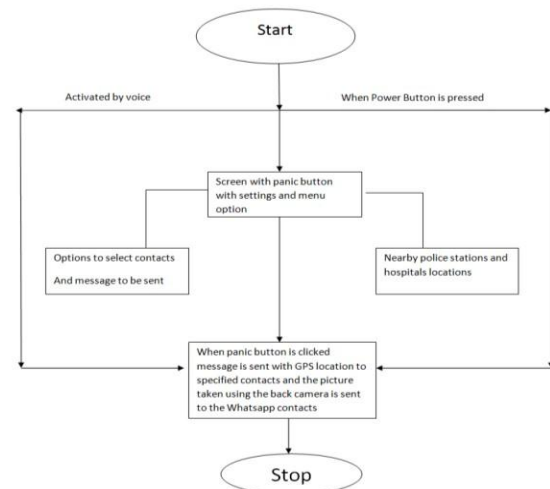 Start
Activated by voice
When Power Button is pressed
Screen with panic button
with settings and menu
option
Options to select contacts
And message to be sent
Nearby police stations and
hospitals locations
When panic button is clicked
message is sent with GPS location to
specified contacts and the picture
taken using the back camera is sent
to the Whatsapp contacts
Stop